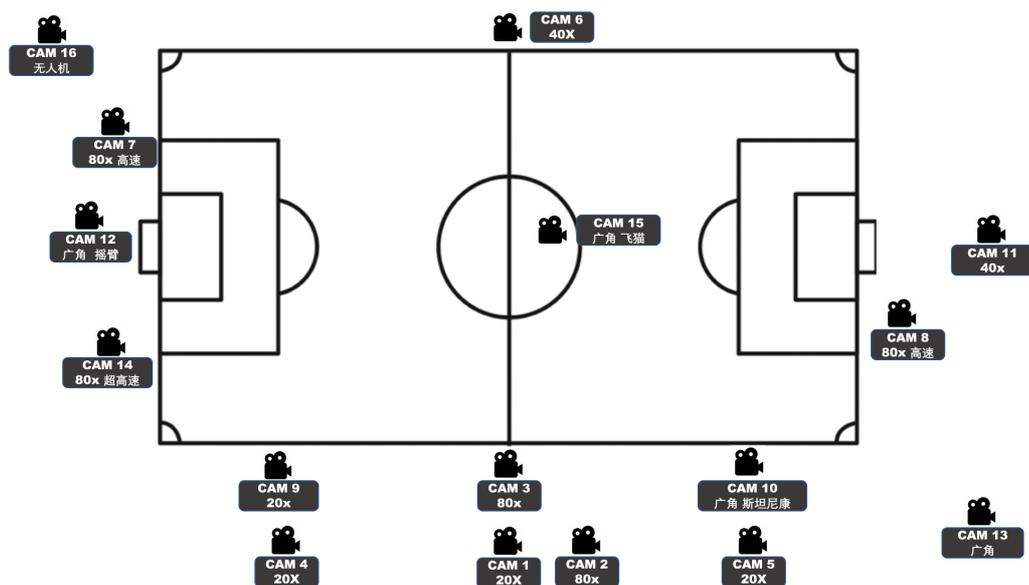 CAM 6
40X
CAM 16
无人机
CAM 7
80x 高速
CAM 15
广角 飞猫
CAM 12
广角 摇臂
CAM 11
40x
CAM 8
80x 高速
CAM 14
80x 超高速
CAM 9
20x
CAM 3
80x
CAM 10
广角 斯坦尼康
CAM 13
广角
CAM 4
20X
CAM 1
20X
CAM 2
80x
CAM 5
20X